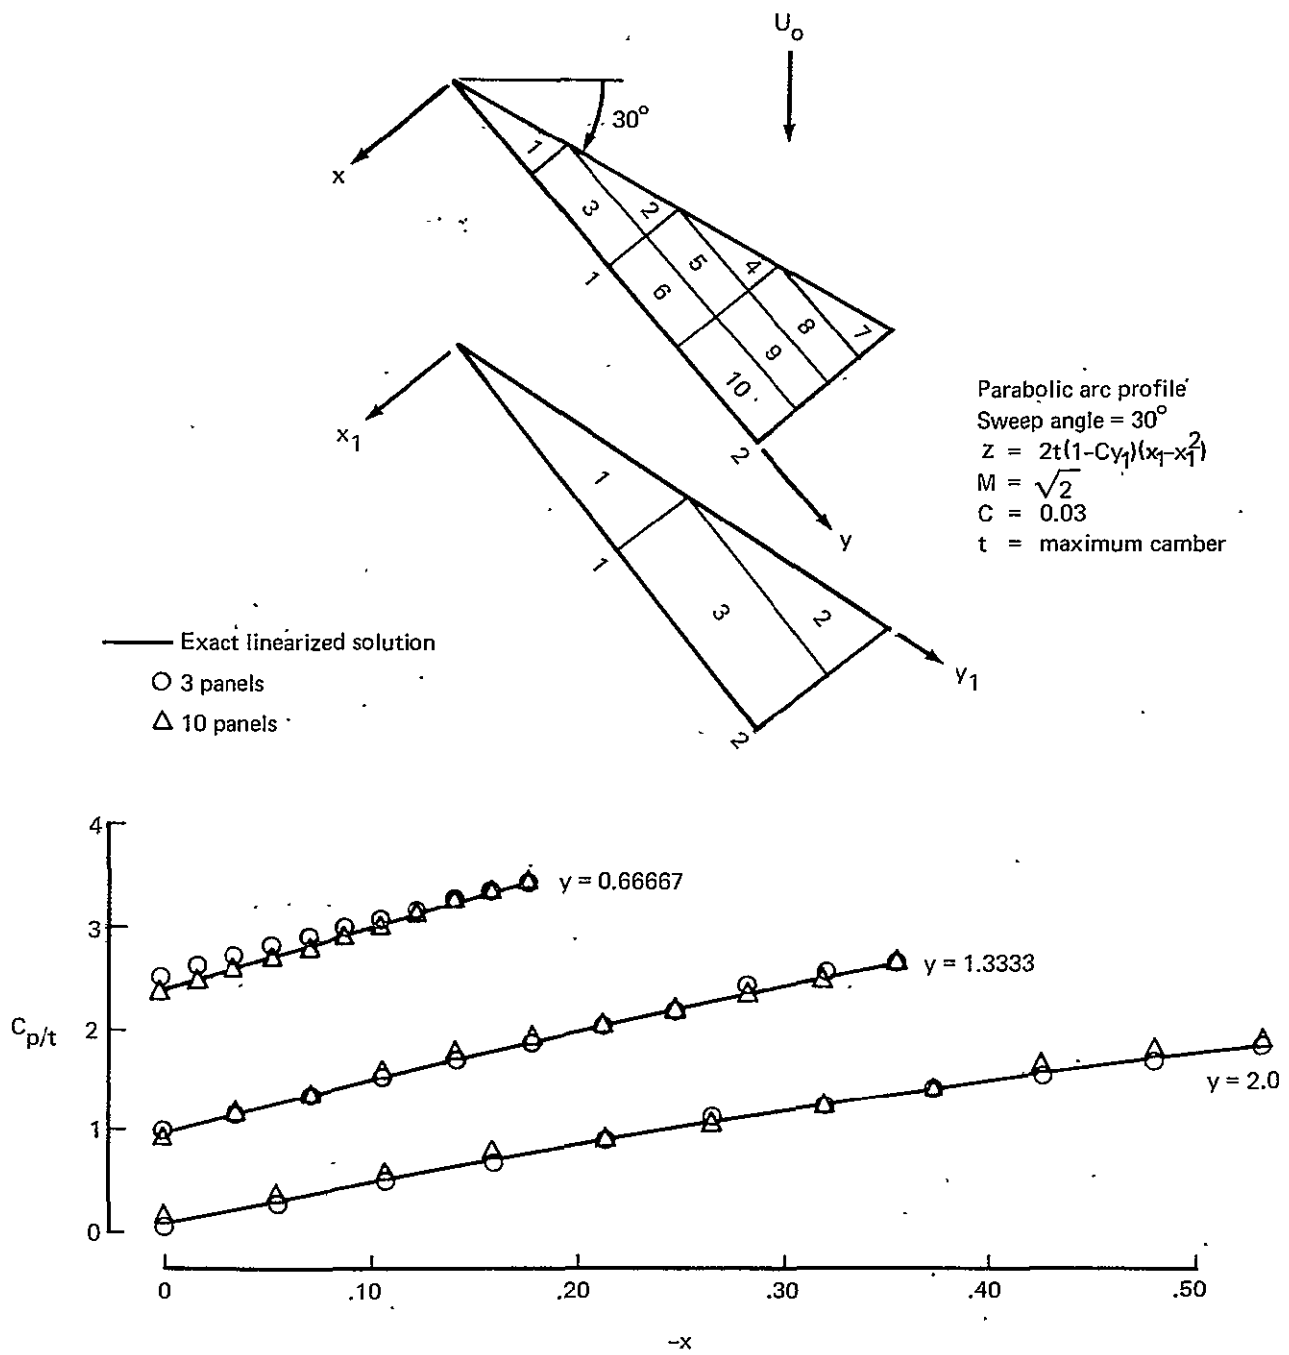 U₀
30°
x
1
3
2
5
4
6
8
7
9
10
1
2
y
x₁
1
3
2
1
2
y₁
Parabolic arc profile
Sweep angle = 30°
z = 2t(1-Cy₁)(x₁-x₁²)
M = √2
C = 0.03
t = maximum camber
Exact linearized solution
3 panels
10 panels
4
3
2
1
0
C p/t
y = 0.66667
y = 1.3333
y = 2.0
0
.10
.20
.30
.40
.50
-x